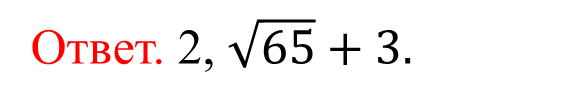 Ответ. 2, √65 + 3.